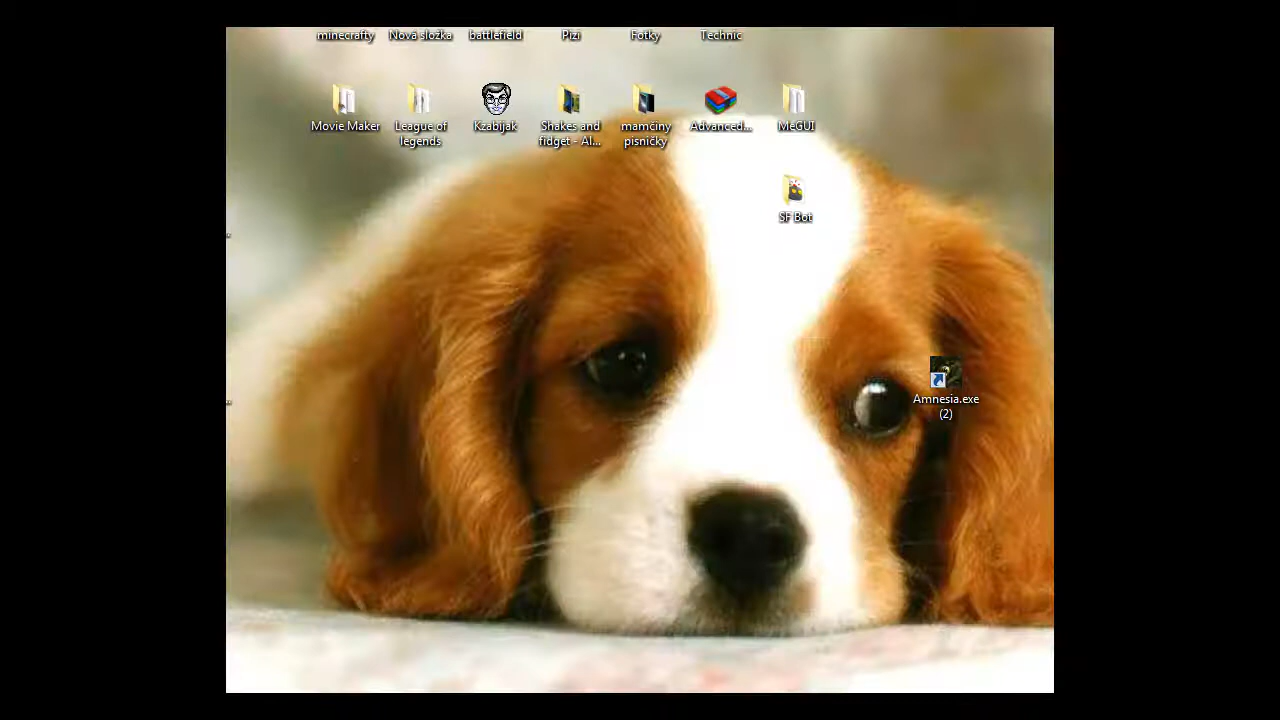 minecrafty Nová složka battlefield Pizi Fotky Technic
Movie Maker League of legends Kzabijak Shakes and fidget - Al... mamčiny písničky Advanced... MeGUI
SF Bot
Amnesia.exe
(2)